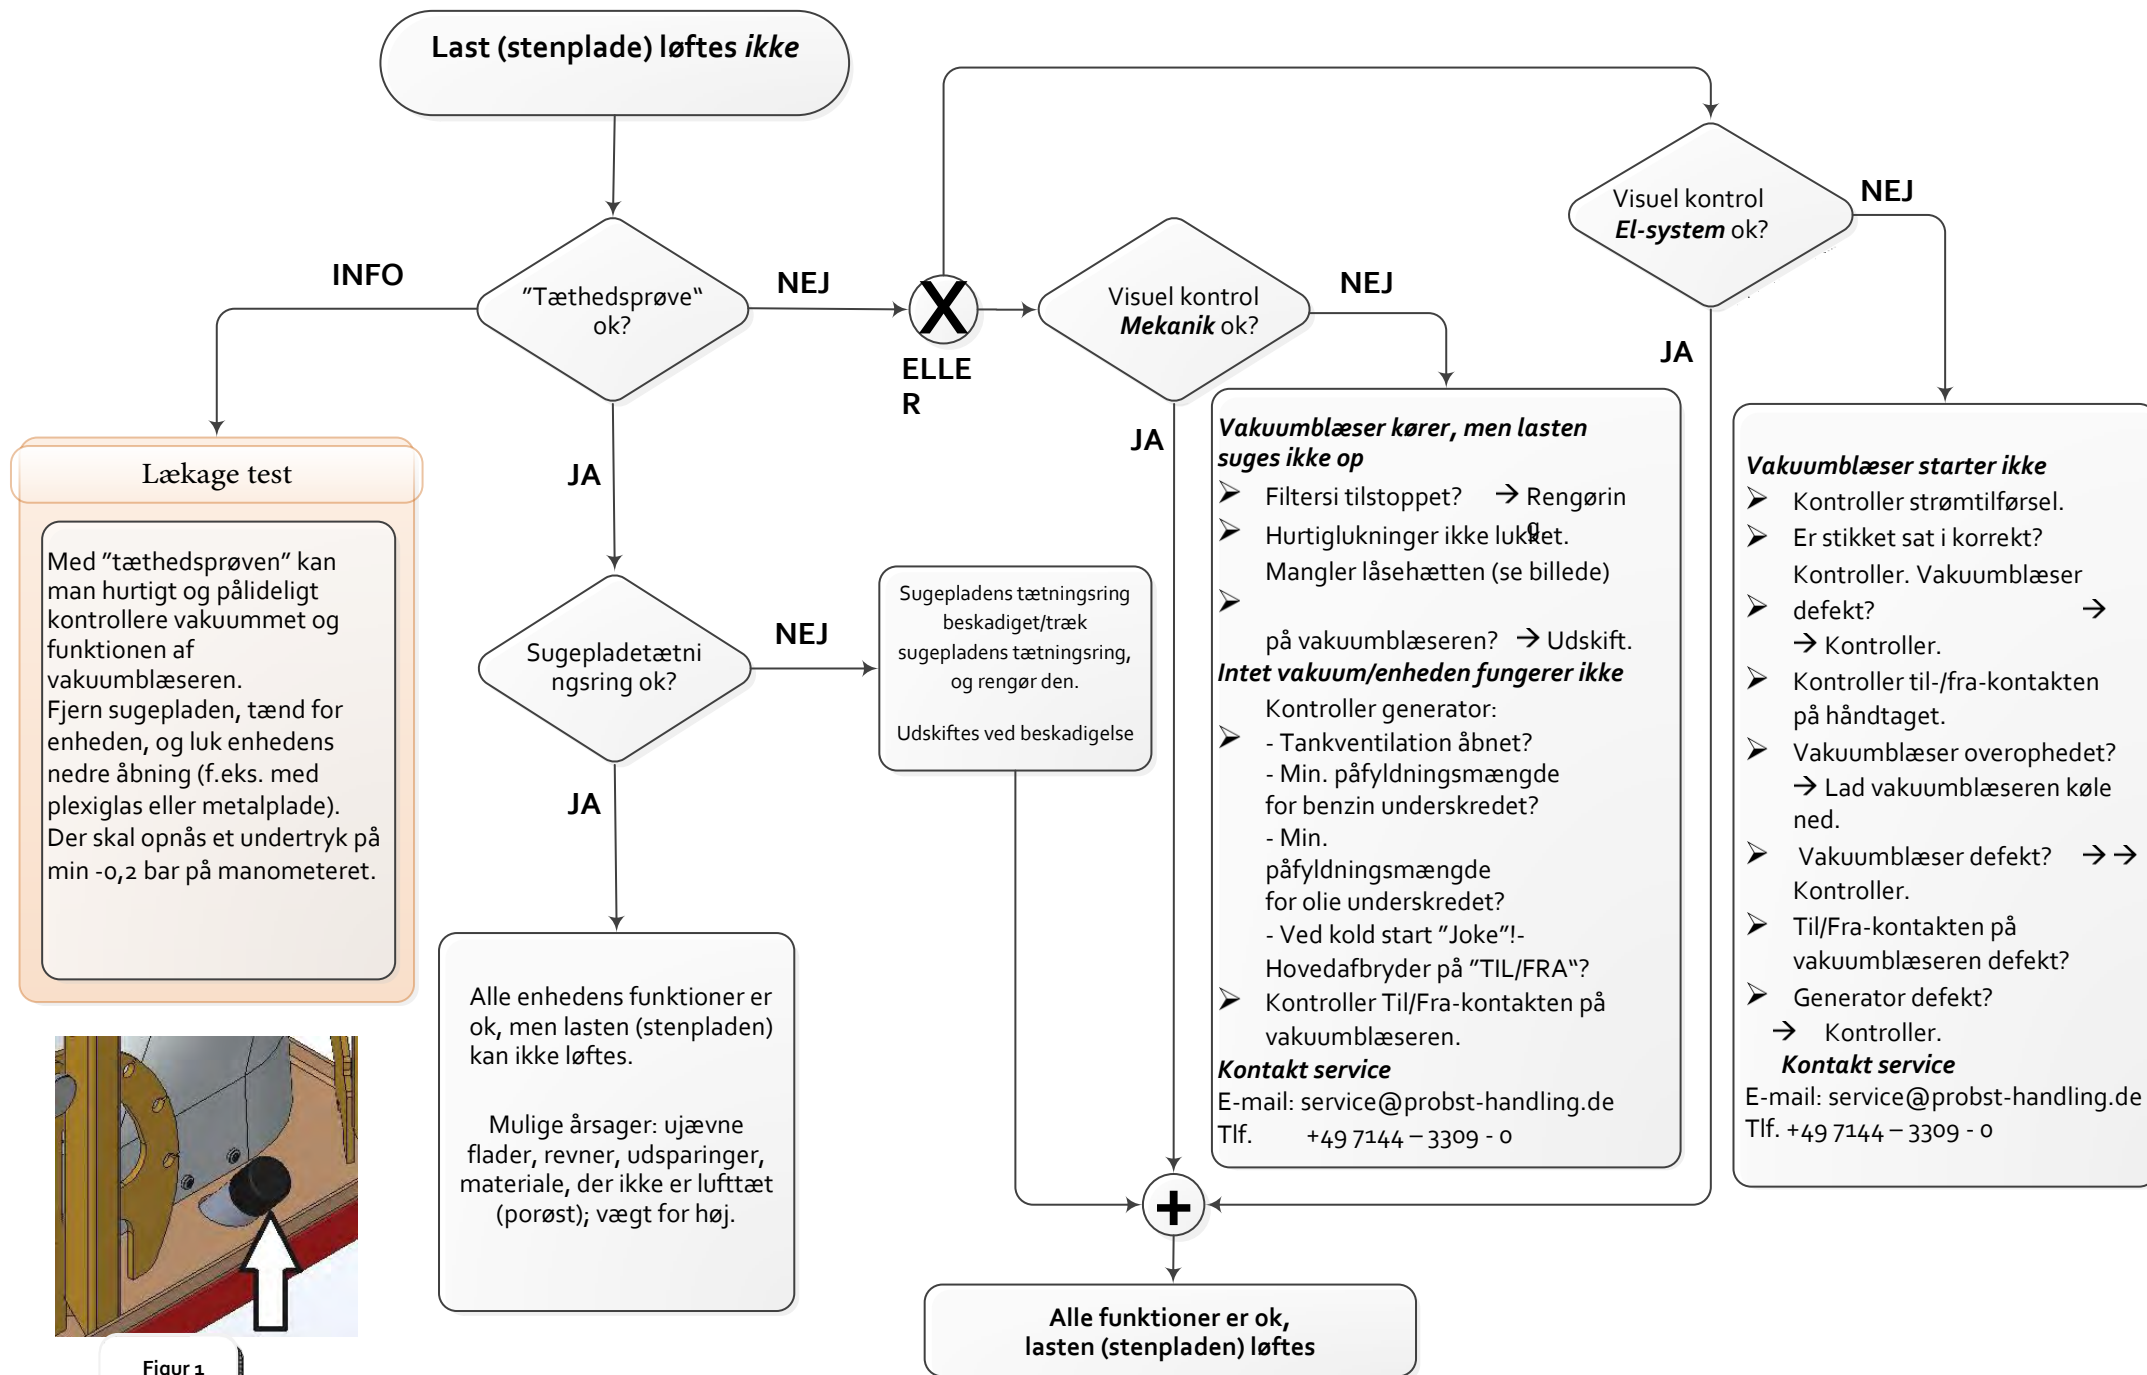 Last (stenplade) løftes ikke
INFO
"Tæthedsprøve“
ok?
NEJ
X
ELLE
R
Visuel kontrol
Mekanik ok?
NEJ
JA
Visuel kontrol
El-system ok?
NEJ
JA
Lækage test
Med "tæthedsprøven" kan
man hurtigt og pålideligt
kontrollere vakuummet og
funktionen af
vakuumblæseren.
Fjern sugepladen, tænd for
enheden, og luk enhedens
nedre åbning (f.eks. med
plexiglas eller metalplade).
Der skal opnås et undertryk på
min -0,2 bar på manometeret.
JA
Sugepladetætni
ngsring ok?
NEJ
Sugepladens tætningsring
beskadiget/træk
sugepladens tætningsring,
og rengør den.
Udskiftes ved beskadigelse
JA
Alle enhedens funktioner er
ok, men lasten (stenpladen)
kan ikke løftes.
Mulige årsager: ujævne
flader, revner, udsparinger,
materiale, der ikke er lufttæt
(porøst); vægt for høj.
Vakuumblæser kører, men lasten
suges ikke op
➢ Filtersi tilstoppet? → Rengørin
g
➢ Hurtiglukninger ikke lukket.
Mangler låsehætten (se billede)
➢
på vakuumblæseren? → Udskift.
Intet vakuum/enheden fungerer ikke
Kontroller generator:
➢ - Tankventilation åbnet?
- Min. påfyldningsmængde
for benzin underskredet?
- Min.
påfyldningsmængde
for olie underskredet?
- Ved kold start "Joke"!-
Hovedafbryder på "TIL/FRA“?
➢ Kontroller Til/Fra-kontakten på
vakuumblæseren.
Kontakt service
E-mail: service@probst-handling.de
Tlf. +49 7144 – 3309 - 0
Vakuumblæser starter ikke
➢ Kontroller strømtilførsel.
➢ Er stikket sat i korrekt?
Kontroller. Vakuumblæser
➢ defekt? →
→ Kontroller.
➢ Kontroller til-/fra-kontakten
på håndtaget.
➢ Vakuumblæser overophedet?
→ Lad vakuumblæseren køle
ned.
➢ Vakuumblæser defekt? → →
Kontroller.
➢ Til/Fra-kontakten på
vakuumblæseren defekt?
➢ Generator defekt?
→ Kontroller.
Kontakt service
E-mail: service@probst-handling.de
Tlf. +49 7144 – 3309 - 0
+
Alle funktioner er ok,
lasten (stenpladen) løftes
Figur 1